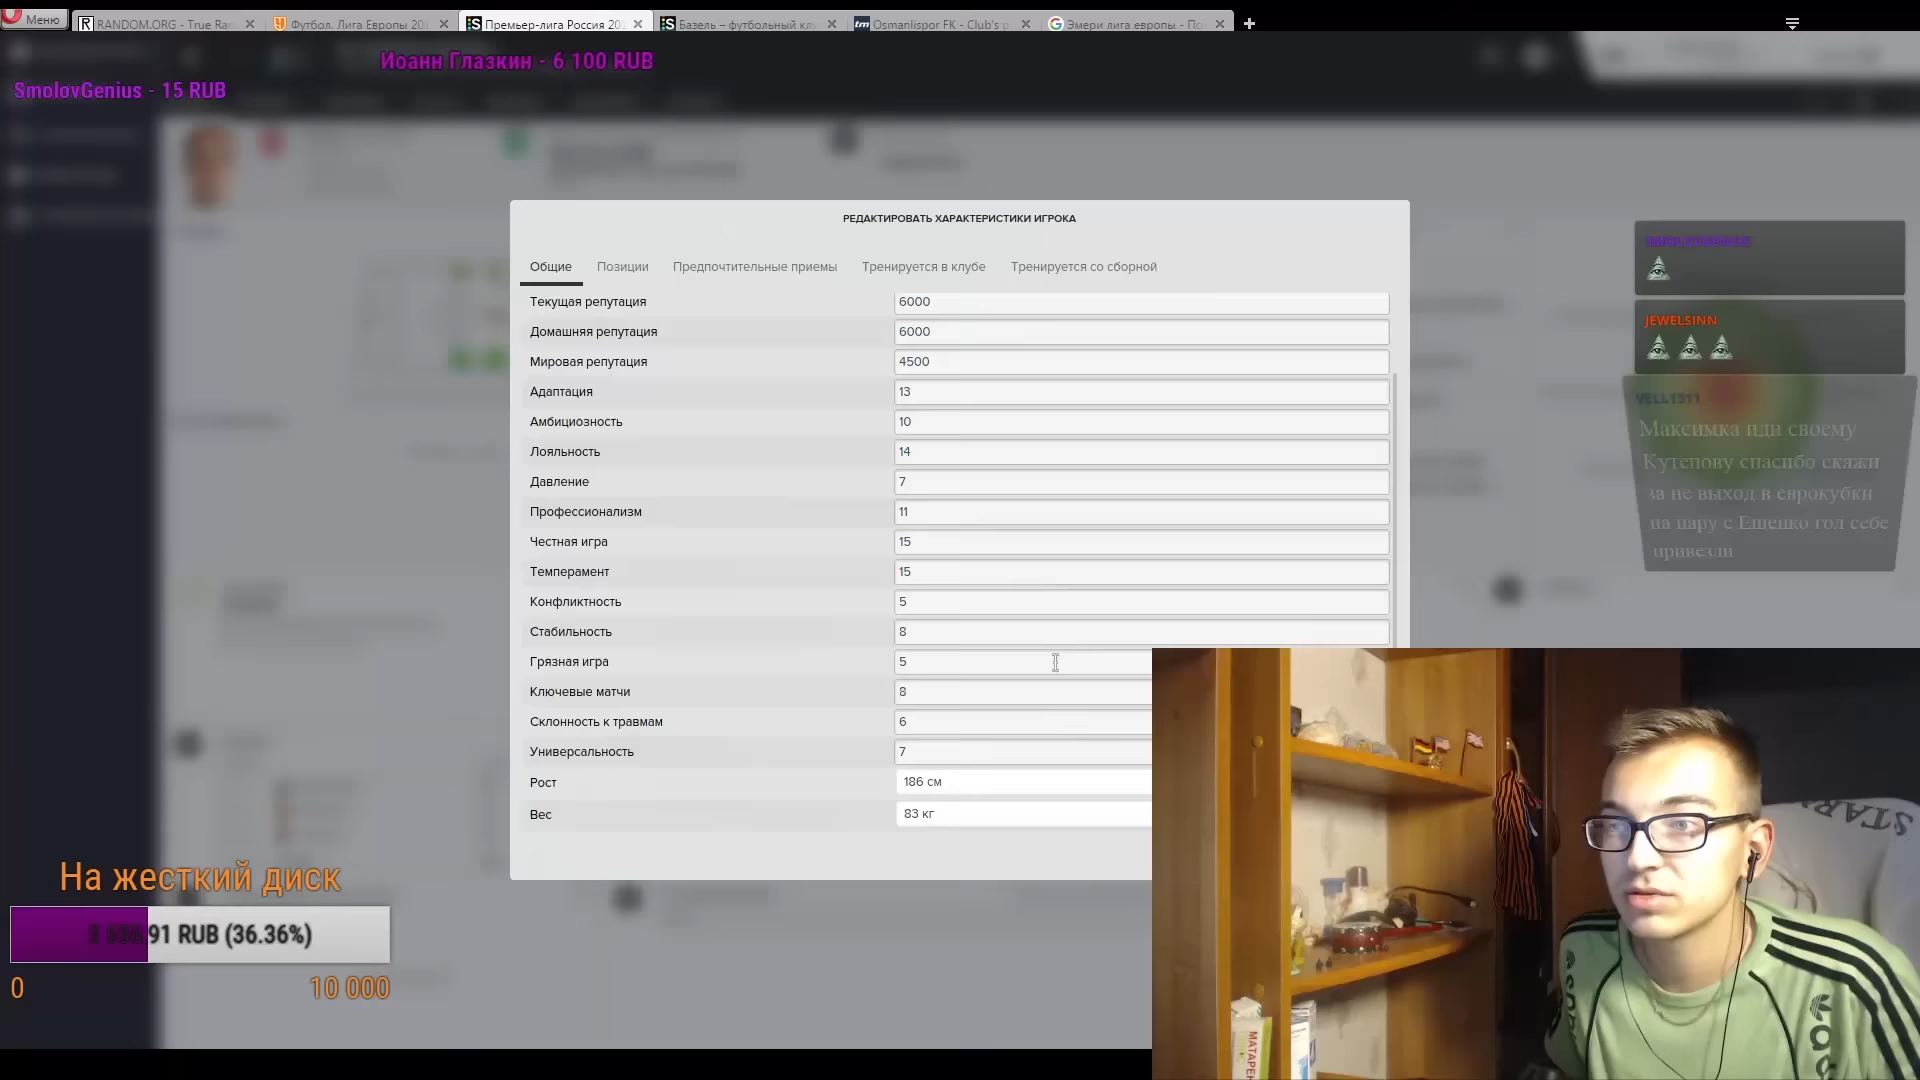 Меню
RANDOM.ORG - True Ra
Футбол. Лига Европы 20
Премьер-лига Россия 20
Базель – футбольный кл
Osmanlispor FK - Club's p
Эмери лига европы - По
Иоанн Глазкин - 6 100 RUB
SmolovGenius - 15 RUB
РЕДАКТИРОВАТЬ ХАРАКТЕРИСТИКИ ИГРОКА
Общие Позиции Предпочтительные приемы Тренируется в клубе Тренируется со сборной
Текущая репутация 6000
Домашняя репутация 6000
Мировая репутация 4500
Адаптация 13
Амбициозность 10
Лояльность 14
Давление 7
Профессионализм 11
Честная игра 15
Темперамент 15
Конфликтность 5
Стабильность 8
Грязная игра 5
Ключевые матчи 8
Склонность к травмам 6
Универсальность 7
Рост 186 см
Вес 83 кг
JEWELSINN
VELL1311
Максимка иди своему
Кутепову спасибо скажи
за не выход в еврокубки
на пару с Ещенко гол себе
привезли
На жесткий диск
91 RUB (36.36%)
0 10 000
STAR
МАТАРЕН